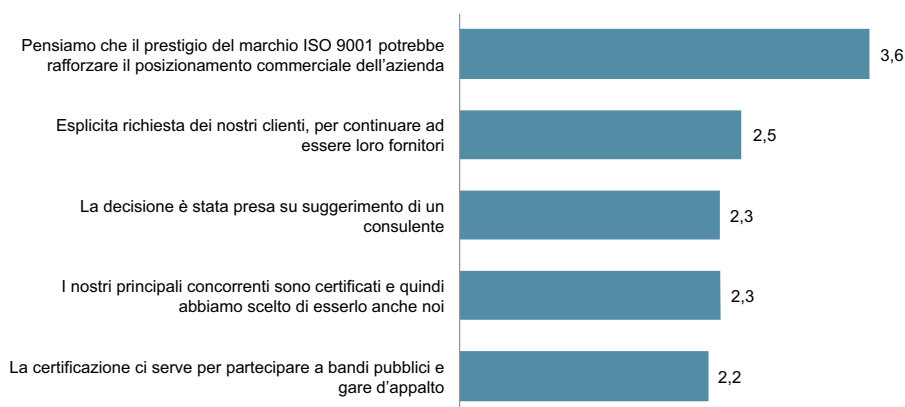 Pensiamo che il prestigio del marchio ISO 9001 potrebbe
rafforzare il posizionamento commerciale dell’azienda
3,6
Esplicita richiesta dei nostri clienti, per continuare ad
essere loro fornitori
2,5
La decisione è stata presa su suggerimento di un
consulente
2,3
I nostri principali concorrenti sono certificati e quindi
abbiamo scelto di esserlo anche noi
2,3
La certificazione ci serve per partecipare a bandi pubblici e
gare d’appalto
2,2